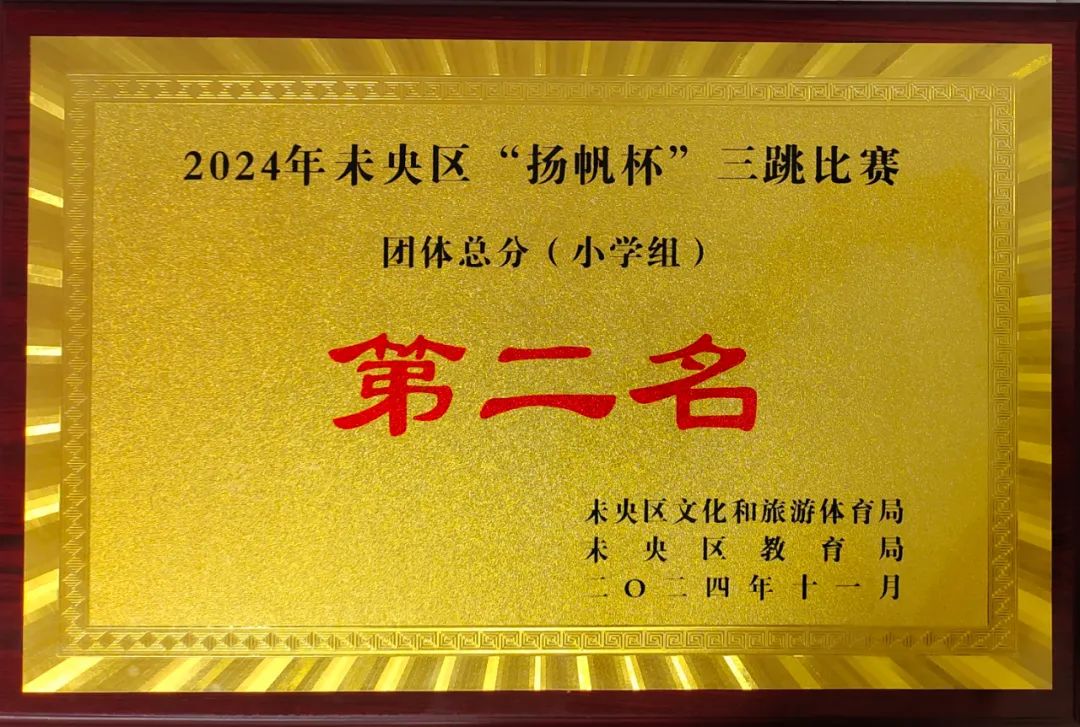 2024年未央区“扬帆杯”三跳比赛
团体总分（小学组）
第二名
未央区文化和旅游体育局
未央区教育局
二〇二四年十一月